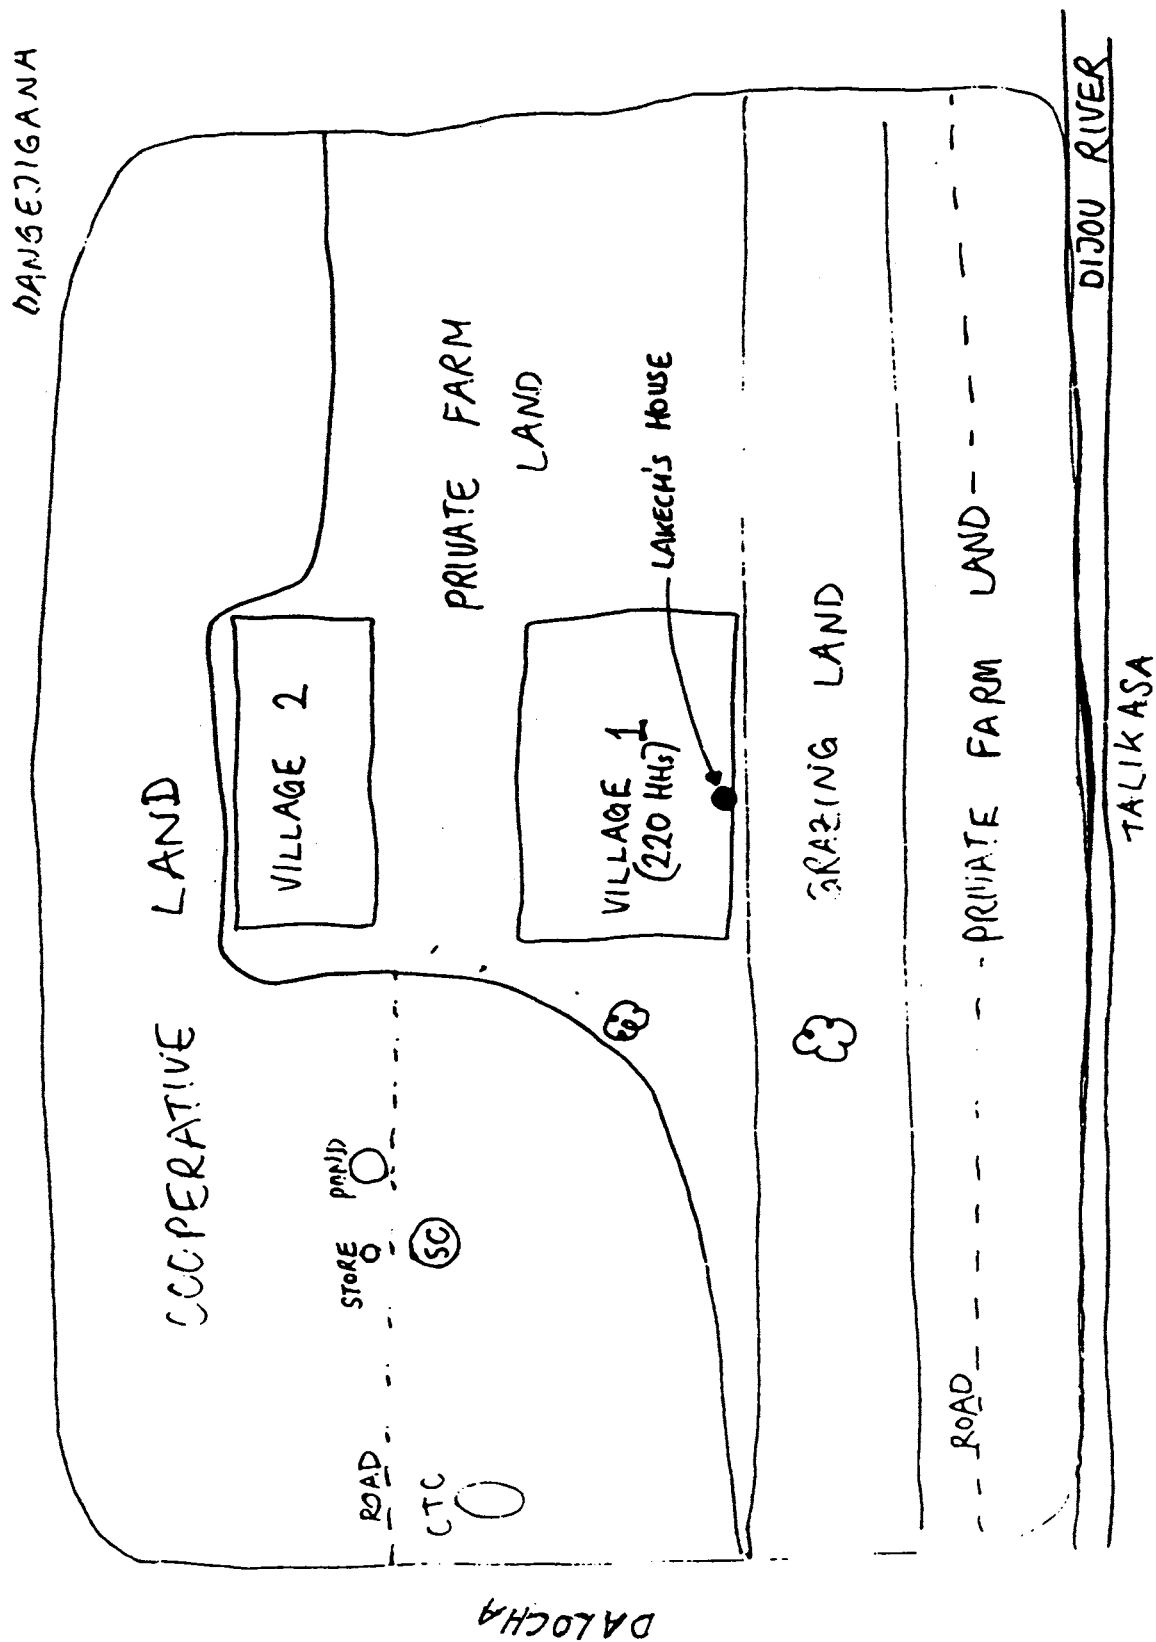 DANGEJIGANA
COOPERATIVE LAND
VILLAGE 2
PRIVATE FARM
LAND
STORE
POND
ROAD
SC
CTC
VILLAGE 1
(220 HHs)
LAKECH'S HOUSE
GRAZING LAND
ROAD
PRIVATE FARM LAND
DIJOU RIVER
TALIKASA
DALOCHA